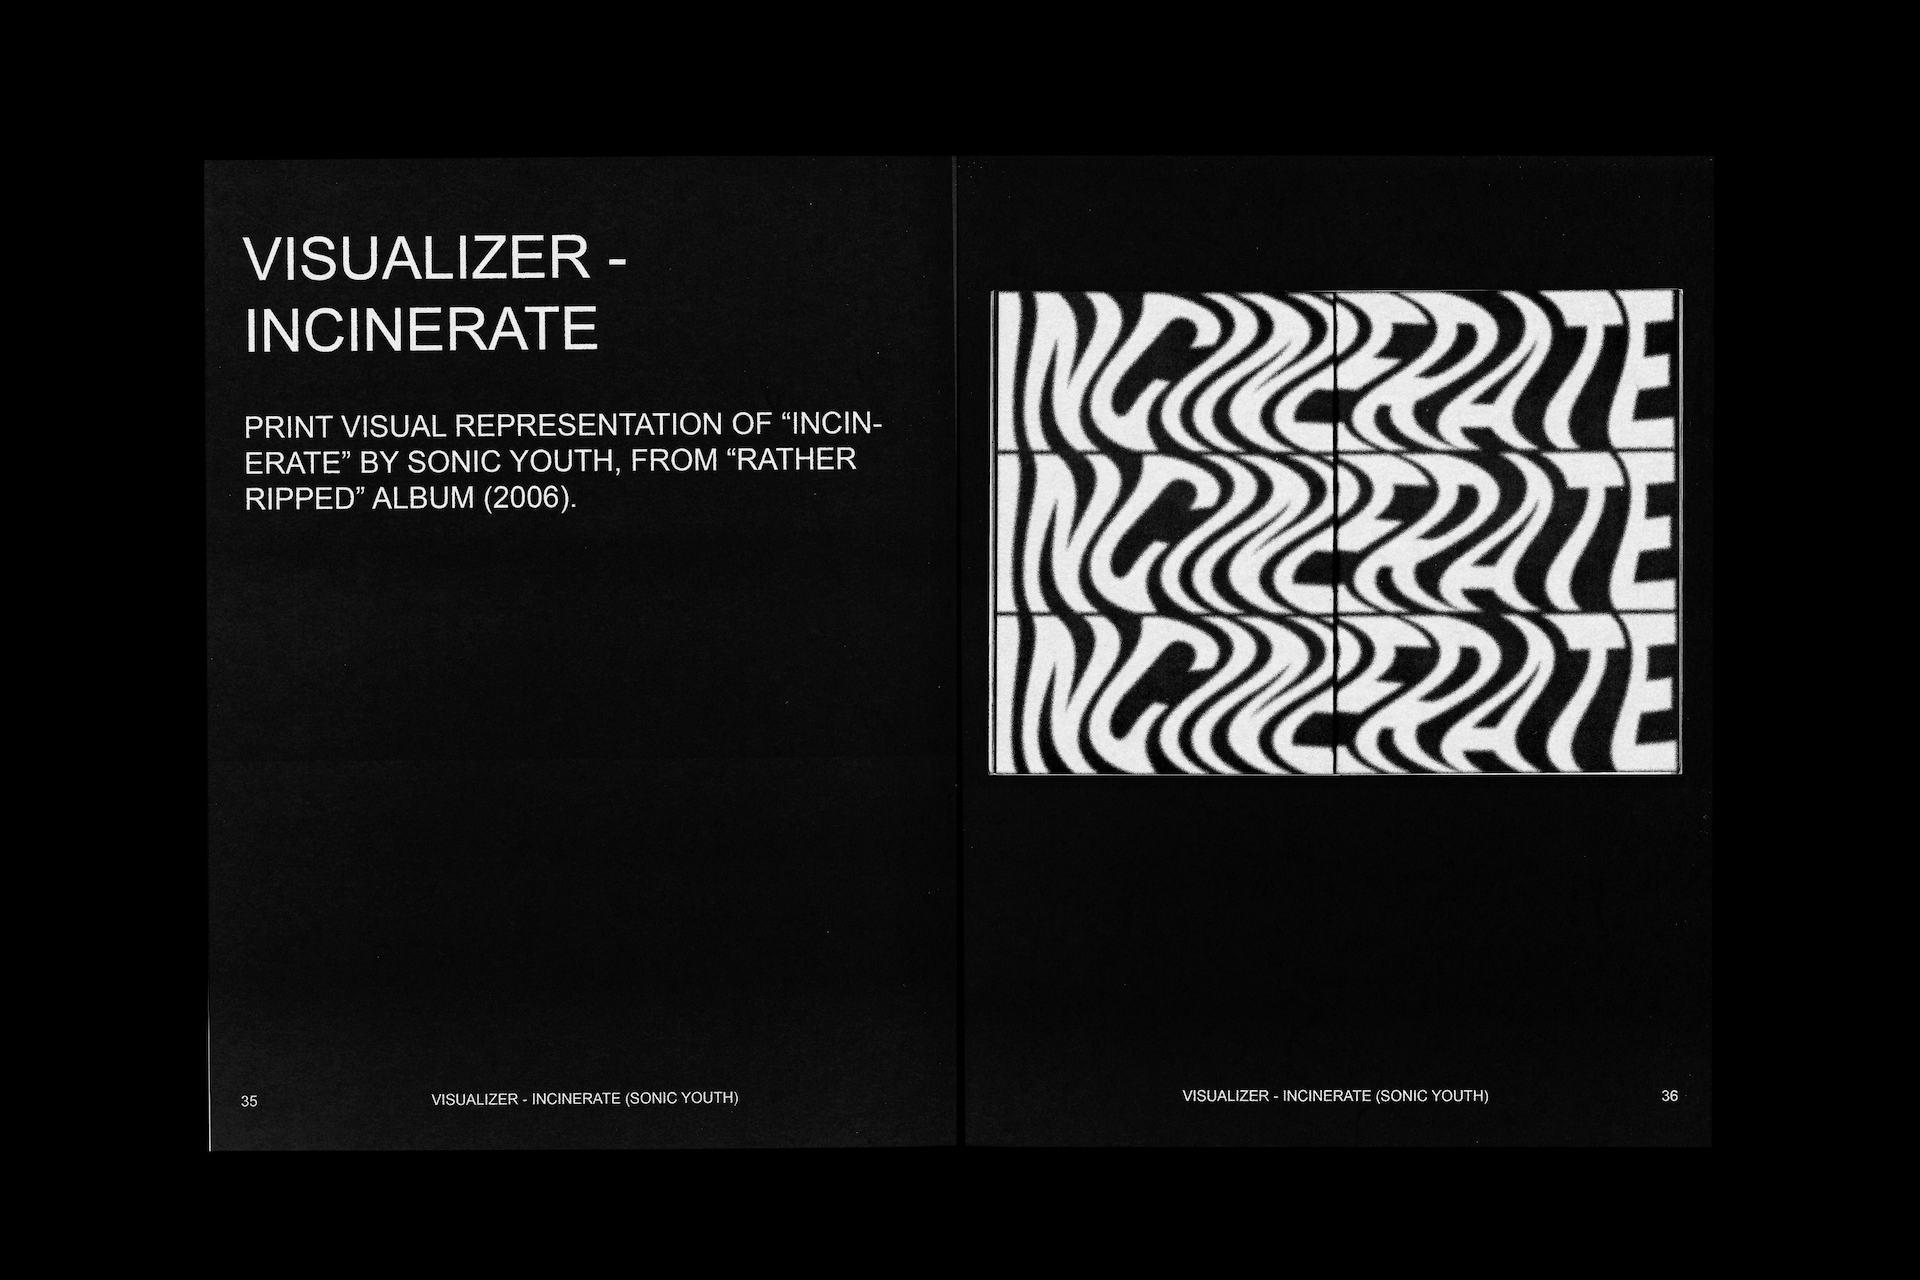 VISUALIZER -
INCINERATE
PRINT VISUAL REPRESENTATION OF “INCIN-
ERATE” BY SONIC YOUTH, FROM “RATHER
RIPPED” ALBUM (2006).
35
VISUALIZER - INCINERATE (SONIC YOUTH)
INCINERATE
INCINERATE
INCINERATE
VISUALIZER - INCINERATE (SONIC YOUTH)
36